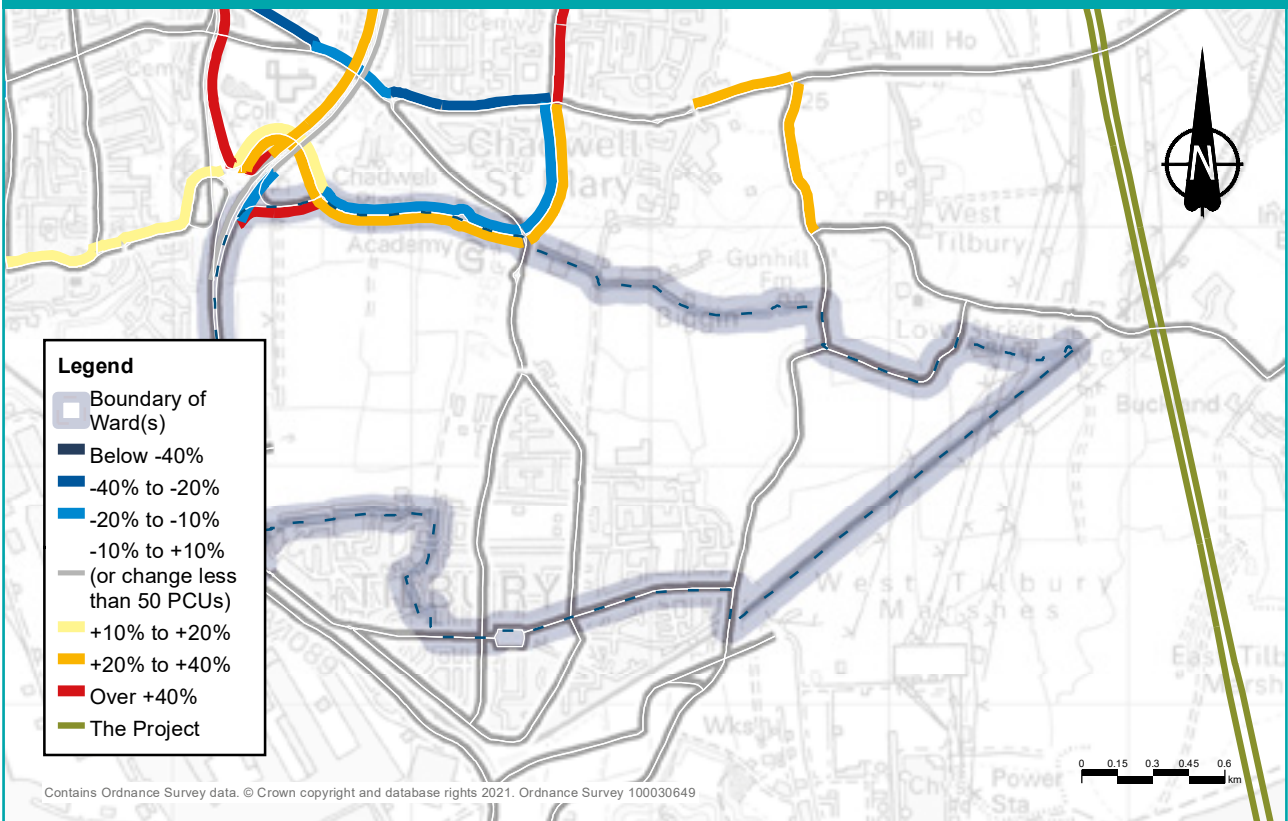 Mill Ho
Cemy
Cemy
Coll
25
Chadwell
St Mary
Chadwell
Academy
West
Tilbury
Gunhill
Fm
Biggin
Low Street
Buckland
N
Legend
Boundary of
Ward(s)
Below -40%
-40% to -20%
-20% to -10%
-10% to +10%
(or change less
than 50 PCUs)
+10% to +20%
+20% to +40%
Over +40%
The Project
TILBURY
West Tilbury
Marshes
East Tilb
Marsh
Wks
Power
Sta
0 0.15 0.3 0.45 0.6
km
Contains Ordnance Survey data. © Crown copyright and database rights 2021. Ordnance Survey 100030649